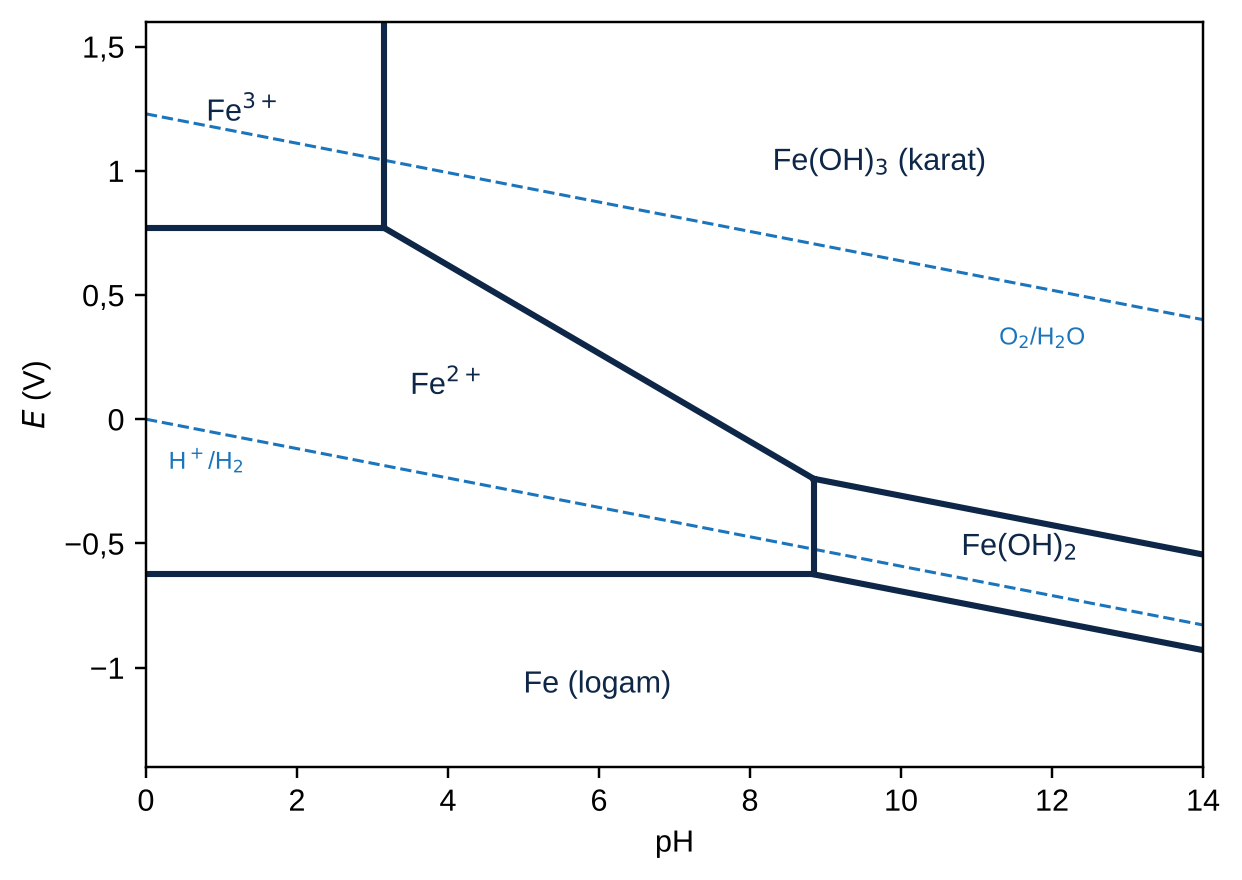 1,5
Fe³⁺
1
Fe(OH)₃ (karat)
0,5
O₂/H₂O
E (V)
Fe²⁺
0
H⁺/H₂
−0,5
Fe(OH)₂
−1
Fe (logam)
0 2 4 6 8 10 12 14
pH